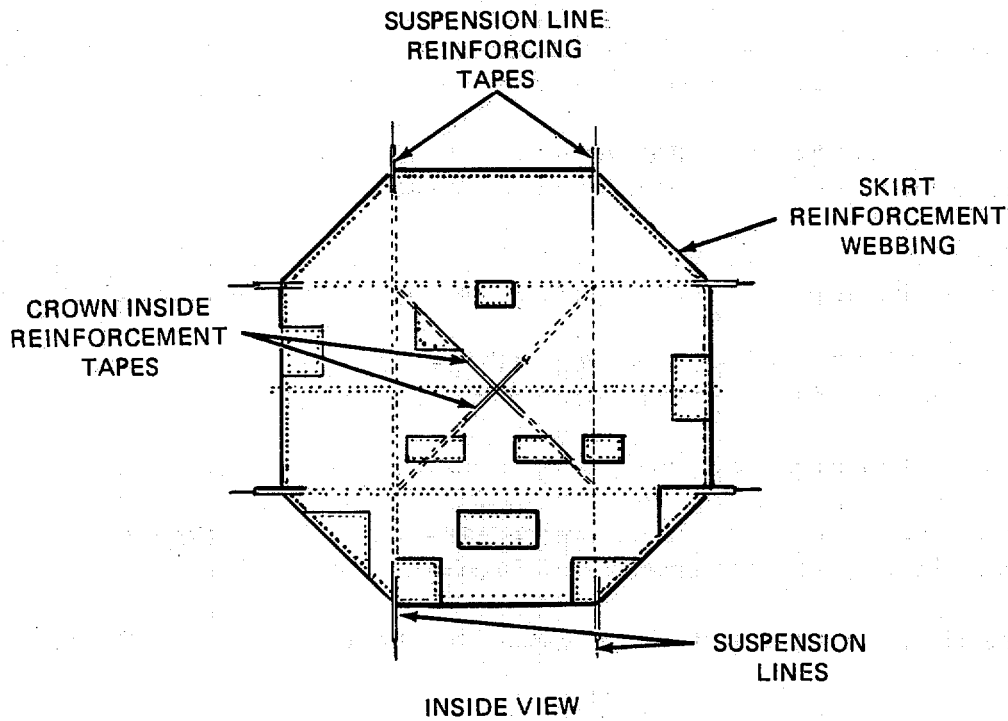 SUSPENSION LINE
REINFORCING
TAPES
SKIRT
REINFORCEMENT
WEBBING
CROWN INSIDE
REINFORCEMENT
TAPES
SUSPENSION
LINES
INSIDE VIEW